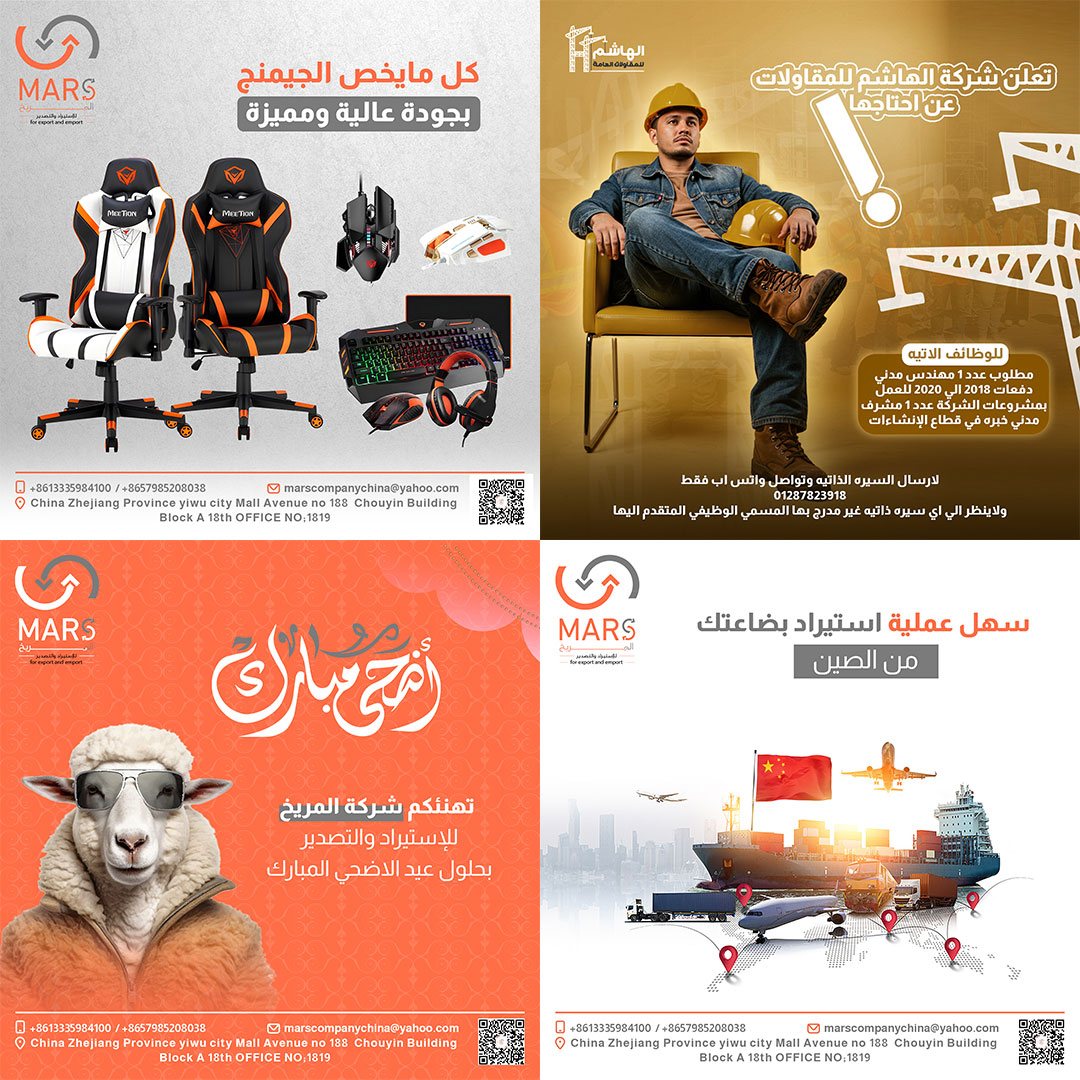 MARS
المريخ
للإستيراد والتصدير
for export and emport
كل مايخص الجيمنج
بجودة عالية ومميزة
MEETION
MEETION
+8613335984100 /+8657985208038
marscompanychina@yahoo.com
China Zhejiang Province yiwu city Mall Avenue no 188 Chouyin Building
Block A 18th OFFICE NO;1819
الهاشم
للمقاولات العامة
تعلن شركة الهاشم للمقاولات
عن احتاجها
للوظائف الاتيه
مطلوب عدد 1 مهندس مدني
دفعات 2018 الي 2020 للعمل
بمشروعات الشركة عدد 1 مشرف
مدني خبره في قطاع الإنشاءات
لارسال السيره الذاتيه وتواصل واتس اب فقط
01287823918
ولاينظر الي اي سيره ذاتيه غير مدرج بها المسمي الوظيفي المتقدم اليها
MARS
المريخ
للإستيراد والتصدير
for export and emport
أضحى مبارك
تهنئكم شركة المريخ
للإستيراد والتصدير
بحلول عيد الاضحي المبارك
+8613335984100 /+8657985208038
marscompanychina@yahoo.com
China Zhejiang Province yiwu city Mall Avenue no 188 Chouyin Building
Block A 18th OFFICE NO;1819
MARS
المريخ
للإستيراد والتصدير
for export and emport
سهل عملية استيراد بضاعتك
من الصين
+8613335984100 /+8657985208038
marscompanychina@yahoo.com
China Zhejiang Province yiwu city Mall Avenue no 188 Chouyin Building
Block A 18th OFFICE NO;1819